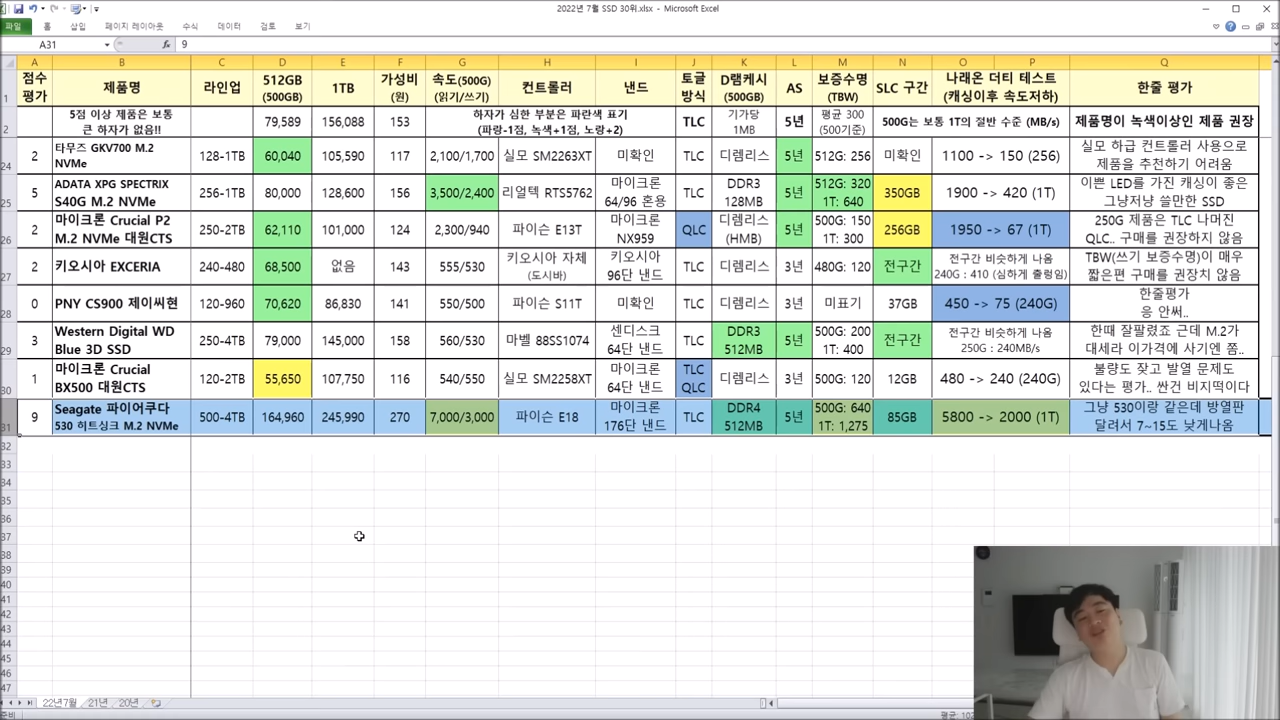 2022년 7월 SSD 30위.xlsx - Microsoft Excel
파일 홈 삽입 페이지 레이아웃 수식 데이터 검토 보기
A31 fx 9
A B C D E F G H I J K L M N O P Q
1 점수 평가 제품명 라인업 512GB (500GB) 1TB 가성비 (원) 속도(500G) (읽기/쓰기) 컨트롤러 낸드 토글 방식 D램케시 (500GB) AS 보증수명 (TBW) SLC 구간 나래온 더티 테스트 (캐싱이후 속도저하) 한줄 평가
2 5점 이상 제품은 보통 큰 하자가 없음!! 79,589 156,088 153 하자가 심한 부분은 파란색 표기 (파랑-1점, 녹색+1점, 노랑+2) TLC 기가당 1MB 5년 평균 300 (500기준) 500G는 보통 1T의 절반 수준 (MB/s) 제품명이 녹색이상인 제품 권장
24 2 타무즈 GKV700 M.2 NVMe 128-1TB 60,040 105,590 117 2,100/1,700 실모 SM2263XT 미확인 TLC 디렘리스 5년 512G: 256 미확인 1100 -> 150 (256) 실모 하급 컨트롤러 사용으로 제품을 추천하기 어려움
25 5 ADATA XPG SPECTRIX S40G M.2 NVMe 256-1TB 80,000 128,600 156 3,500/2,400 리얼텍 RTS5762 마이크론 64/96 혼용 TLC DDR3 128MB 5년 512G: 320 1T: 640 350GB 1900 -> 420 (1T) 이쁜 LED를 가진 캐싱이 좋은 그냥저냥 쓸만한 SSD
26 2 마이크론 Crucial P2 M.2 NVMe 대원CTS 250-2TB 62,110 101,000 124 2,300/940 파이슨 E13T 마이크론 NX959 QLC 디렘리스 (HMB) 5년 500G: 150 1T: 300 256GB 1950 -> 67 (1T) 250G 제품은 TLC 나머진 QLC.. 구매를 권장하지 않음
27 2 키오시아 EXCERIA 240-480 68,500 없음 143 555/530 키오시아 자체 (도시바) 키오시아 96단 낸드 TLC 디렘리스 3년 480G: 120 전구간 전구간 비슷하게 나옴 240G : 410 (심하게 출렁임) TBW(쓰기 보증수명)이 매우 짧은편 구매를 권장치 않음
28 0 PNY CS900 제이씨현 120-960 70,620 86,830 141 550/500 파이슨 S11T 미확인 TLC 디렘리스 3년 미표기 37GB 450 -> 75 (240G) 한줄평가 응 안써..
29 3 Western Digital WD Blue 3D SSD 250-4TB 79,000 145,000 158 560/530 마벨 88SS1074 센디스크 64단 낸드 TLC DDR3 512MB 5년 500G: 200 1T: 400 전구간 전구간 비슷하게 나옴 250G : 240MB/s 한때 잘팔렸죠 근데 M.2가 대세라 이가격에 사기엔 쫌..
30 1 마이크론 Crucial BX500 대원CTS 120-2TB 55,650 107,750 116 540/550 실모 SM2258XT 마이크론 64단 낸드 TLC QLC 디렘리스 3년 500G: 120 12GB 480 -> 240 (240G) 불량도 잦고 발열 문제도 있다는 평가.. 싼건 비지떡이다
31 9 Seagate 파이어쿠다 530 히트싱크 M.2 NVMe 500-4TB 164,960 245,990 270 7,000/3,000 파이슨 E18 마이크론 176단 낸드 TLC DDR4 512MB 5년 500G: 640 1T: 1,275 85GB 5800 -> 2000 (1T) 그냥 530이랑 같은데 방열판 달려서 7~15도 낮게나옴
32
33
34
35
36
37
38
39
40
41
42
43
44
45
46
47
22년7월 21년 20년
준비